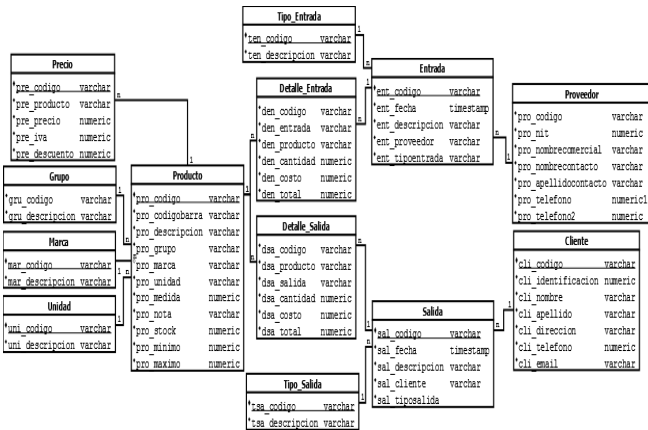 Tipo_Entrada
*ten_codigo varchar
*ten_descripcion varchar
Precio
*pre_codigo varchar
*pre_producto varchar
*pre_precio numeric
*pre_iva numeric
*pre_descuento numeric
Grupo
*gru_codigo varchar
*gru_descripcion varchar
Marca
*mar_codigo varchar
*mar_descripcion varchar
Unidad
*uni_codigo varchar
*uni_descripcion varchar
Producto
*pro_codigo varchar
*pro_codigobarra varchar
*pro_descripcion varchar
*pro_grupo varchar
*pro_marca varchar
*pro_unidad varchar
*pro_medida numeric
*pro_nota varchar
*pro_stock numeric
*pro_minimo numeric
*pro_maximo numeric
Detalle_Entrada
*den_codigo varchar
*den_entrada varchar
*den_producto varchar
*den_cantidad numeric
*den_costo numeric
*den_total numeric
Detalle_Salida
*dsa_codigo varchar
*dsa_producto varchar
*dsa_salida varchar
*dsa_cantidad numeric
*dsa_costo numeric
*dsa_total numeric
Tipo_Salida
*tsa_codigo varchar
*tsa_descripcion varchar
Entrada
*ent_codigo varchar
*ent_fecha timestamp
*ent_descripcion varchar
*ent_proveedor varchar
*ent_tipoentrada varchar
Salida
*sal_codigo varchar
*sal_fecha timestamp
*sal_descripcion varchar
*sal_cliente varchar
*sal_tiposalida
Proveedor
*pro_codigo varchar
*pro_nit numeric
*pro_nombrecomercial varchar
*pro_nombrecontacto varchar
*pro_apellidocontacto varchar
*pro_telefono numeric1
*pro_telefono2 numeric
Cliente
*cli_codigo varchar
*cli_identificacion numeric
*cli_nombre varchar
*cli_apellido varchar
*cli_direccion varchar
*cli_telefono numeric
*cli_email varchar